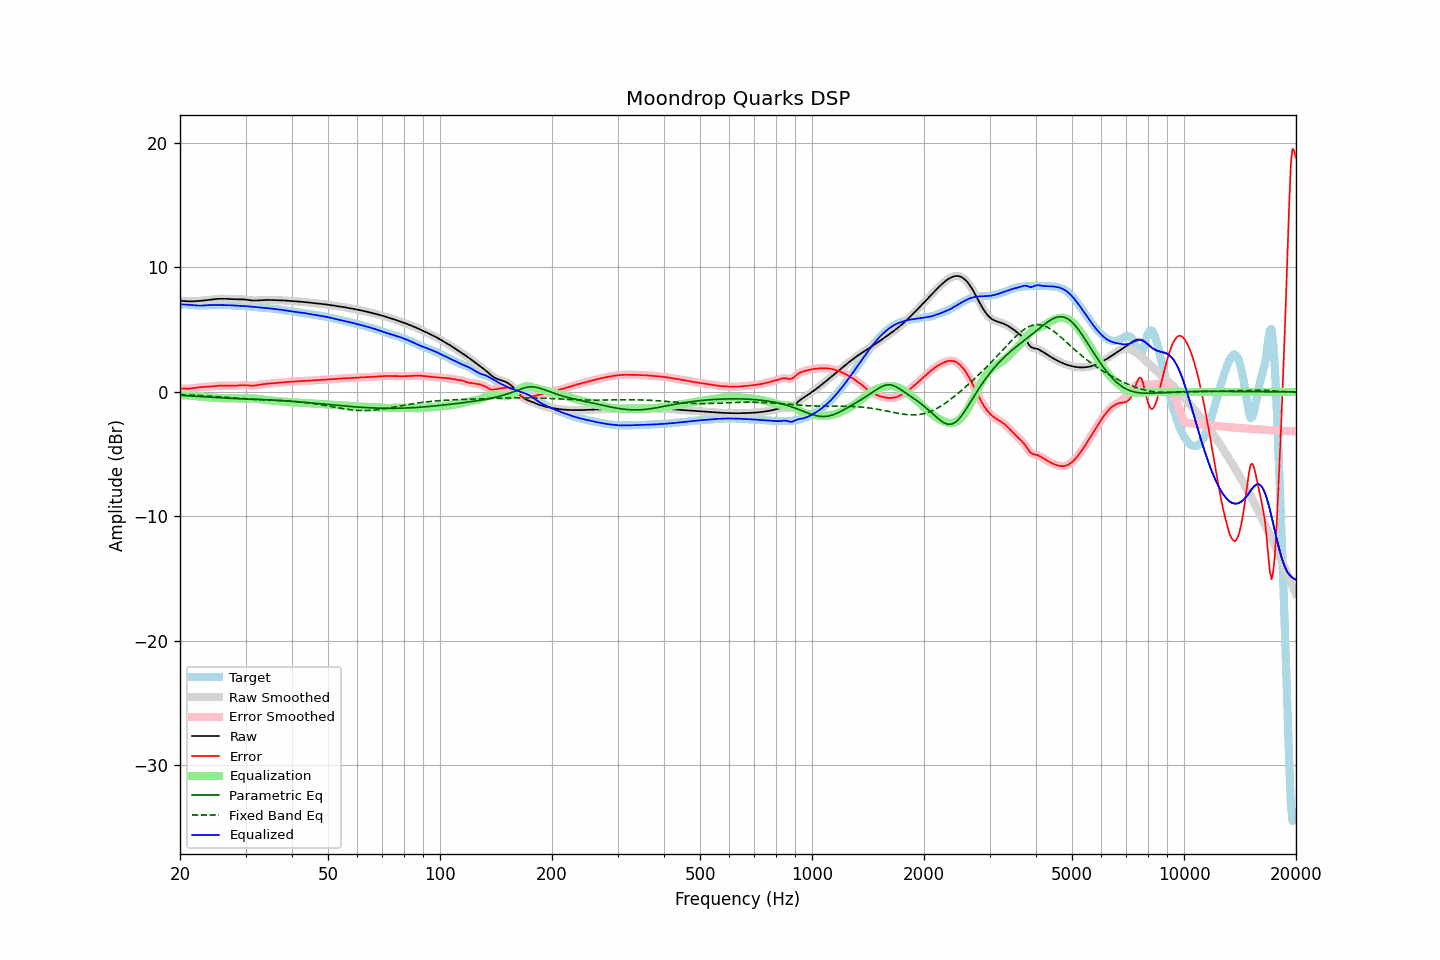 Moondrop Quarks DSP
Amplitude (dBr)
20
10
0
−10
−20
−30
Target
Raw Smoothed
Error Smoothed
Raw
Error
Equalization
Parametric Eq
Fixed Band Eq
Equalized
20 50 100 200 500 1000 2000 5000 10000 20000
Frequency (Hz)